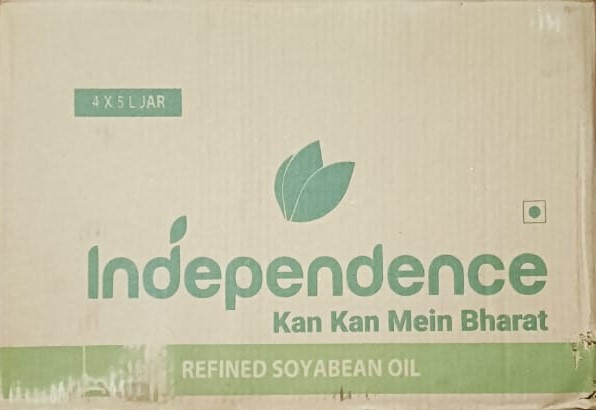 4 X 5 L JAR
Independence
Kan Kan Mein Bharat
REFINED SOYABEAN OIL